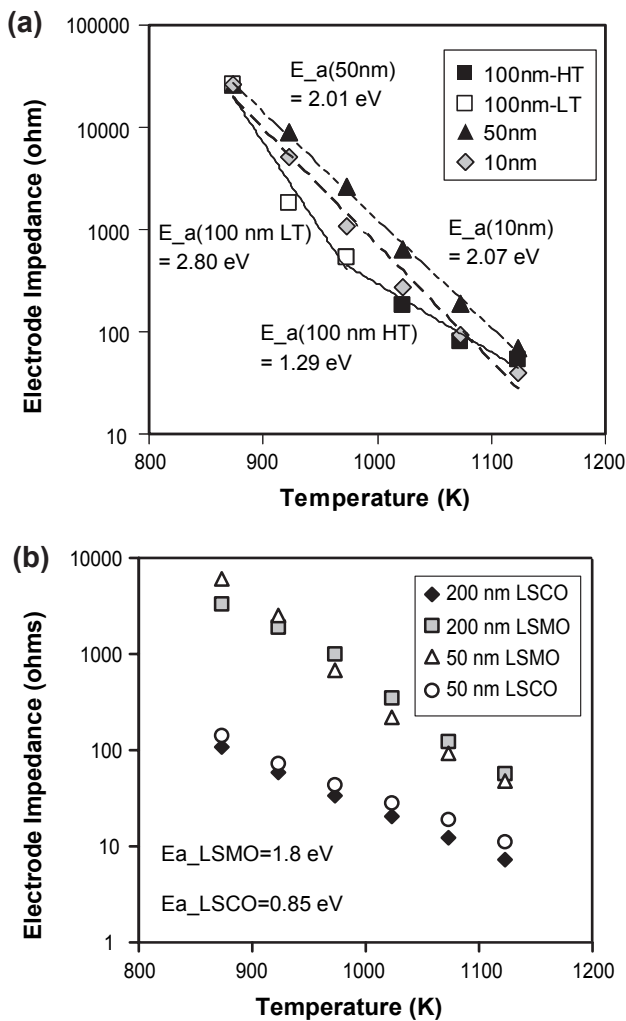 (a)
100000
10000
1000
100
10
800
900
1000
1100
1200
Electrode Impedance (ohm)
Temperature (K)
E_a(50nm)
= 2.01 eV
100nm-HT
100nm-LT
50nm
10nm
E_a(100 nm LT)
= 2.80 eV
E_a(10nm)
= 2.07 eV
E_a(100 nm HT)
= 1.29 eV
(b)
10000
1000
100
10
1
800
900
1000
1100
1200
Electrode Impedance (ohms)
Temperature (K)
200 nm LSCO
200 nm LSMO
50 nm LSMO
50 nm LSCO
Ea_LSMO=1.8 eV
Ea_LSCO=0.85 eV